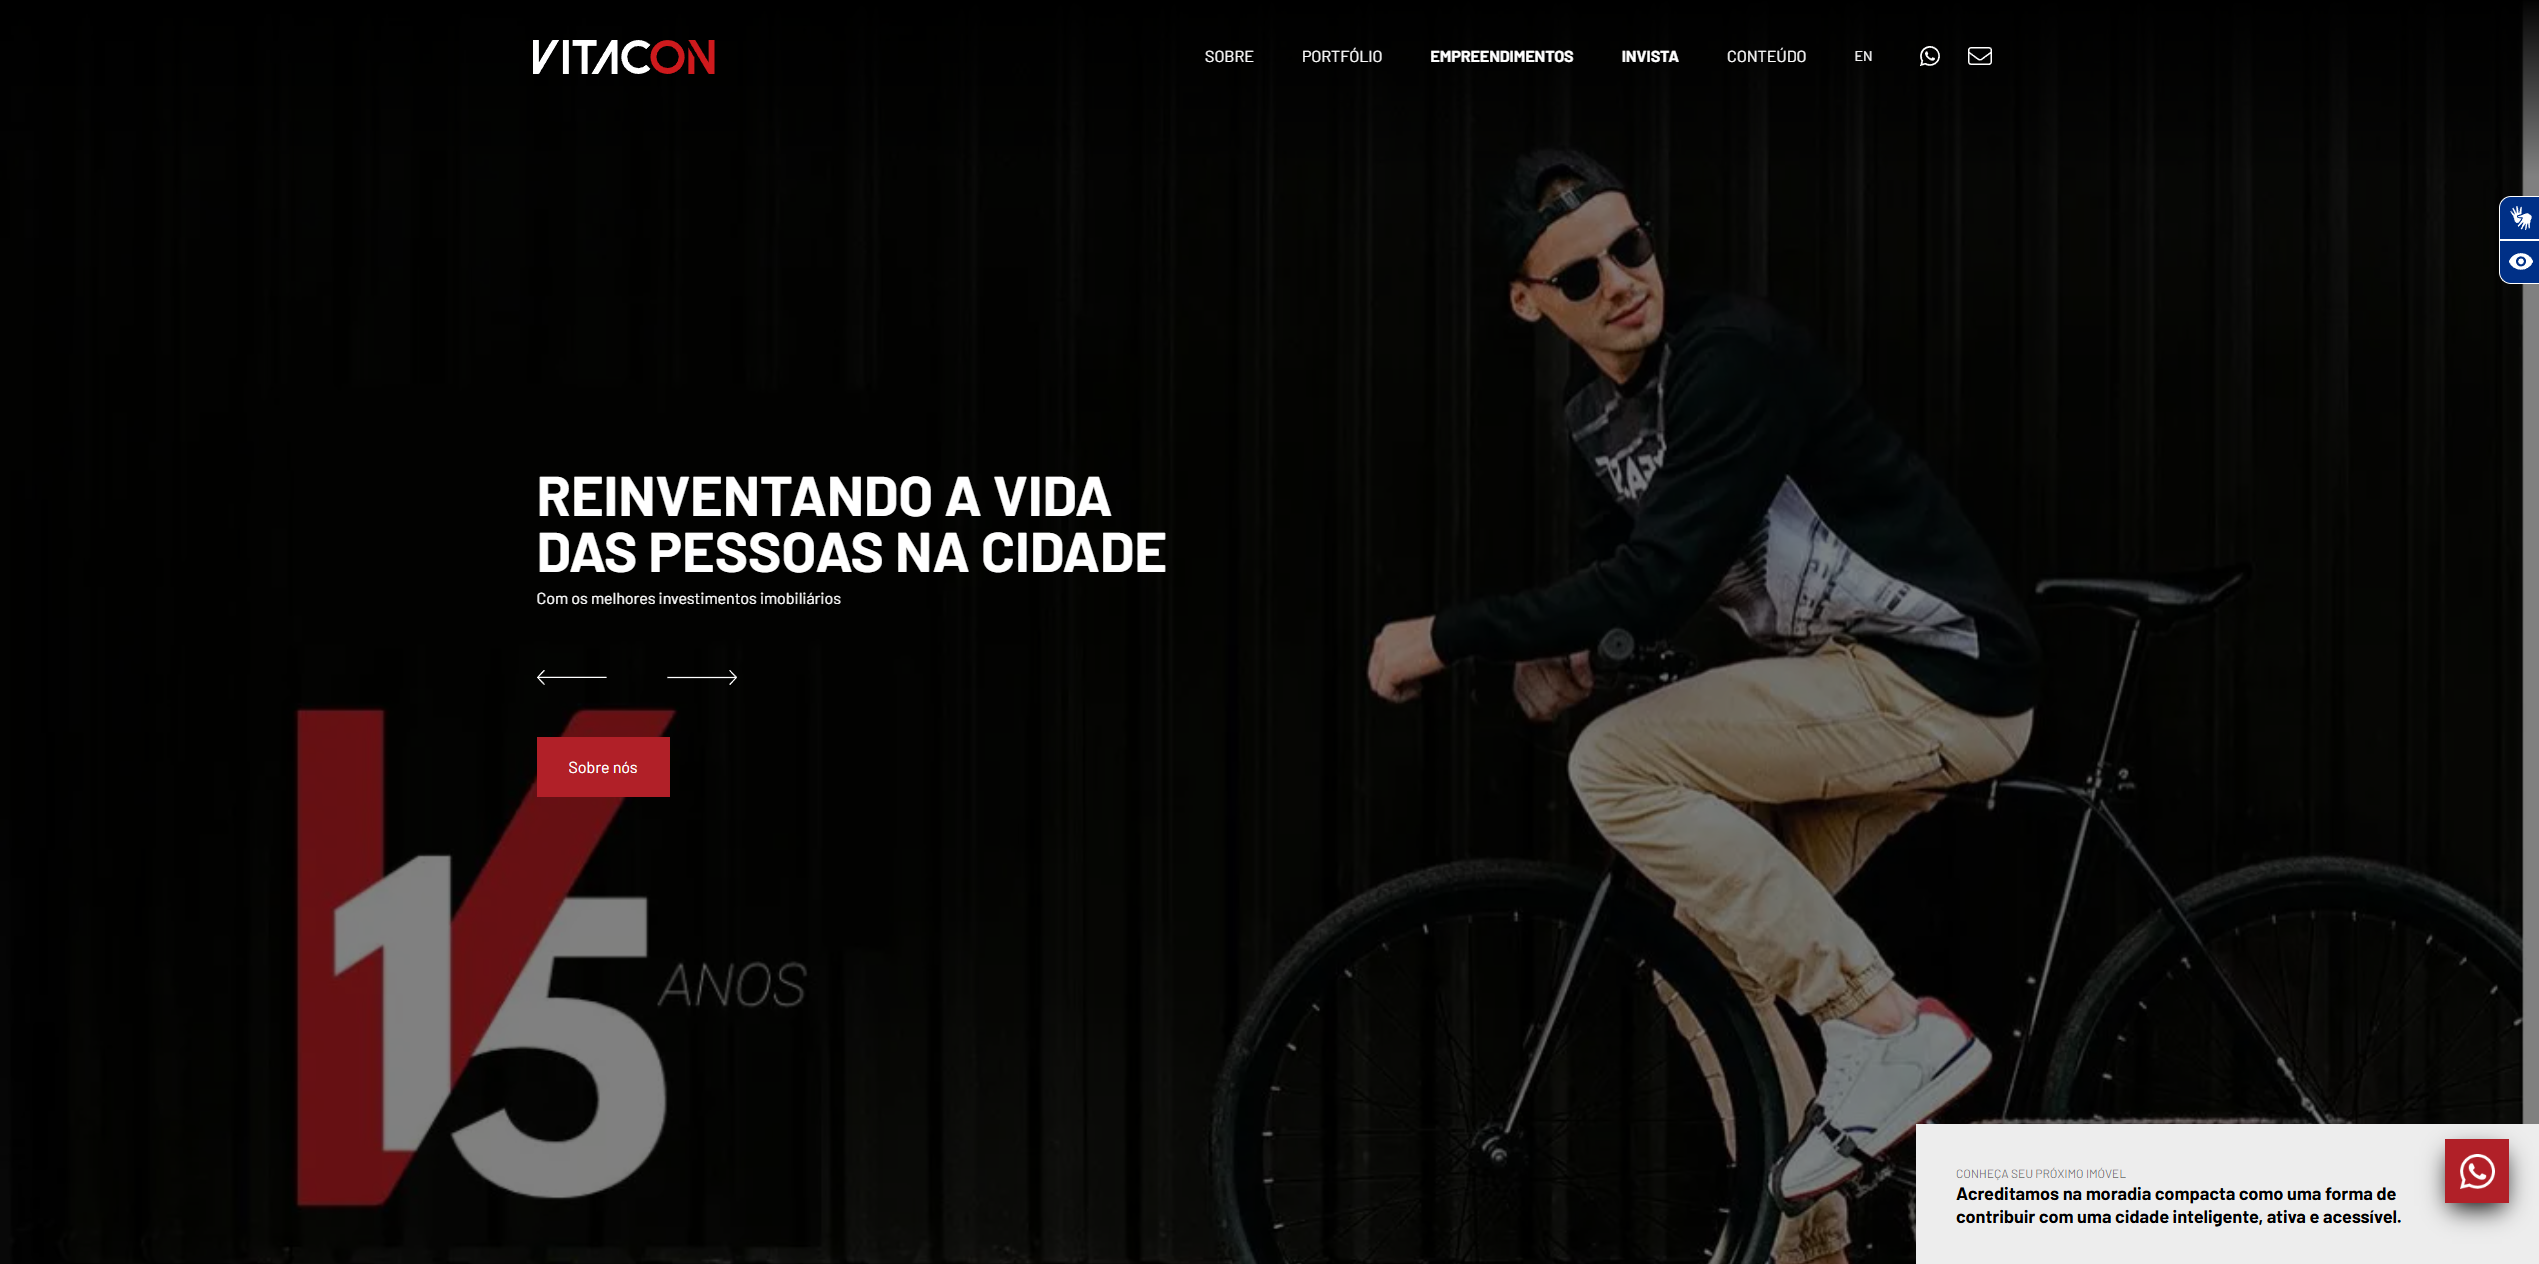 VITACON
SOBRE
PORTFÓLIO
EMPREENDIMENTOS
INVISTA
CONTEÚDO
EN
REINVENTANDO A VIDA
DAS PESSOAS NA CIDADE
Com os melhores investimentos imobiliários
Sobre nós
15
ANOS
CONHEÇA SEU PRÓXIMO IMÓVEL
Acreditamos na moradia compacta como uma forma de
contribuir com uma cidade inteligente, ativa e acessível.